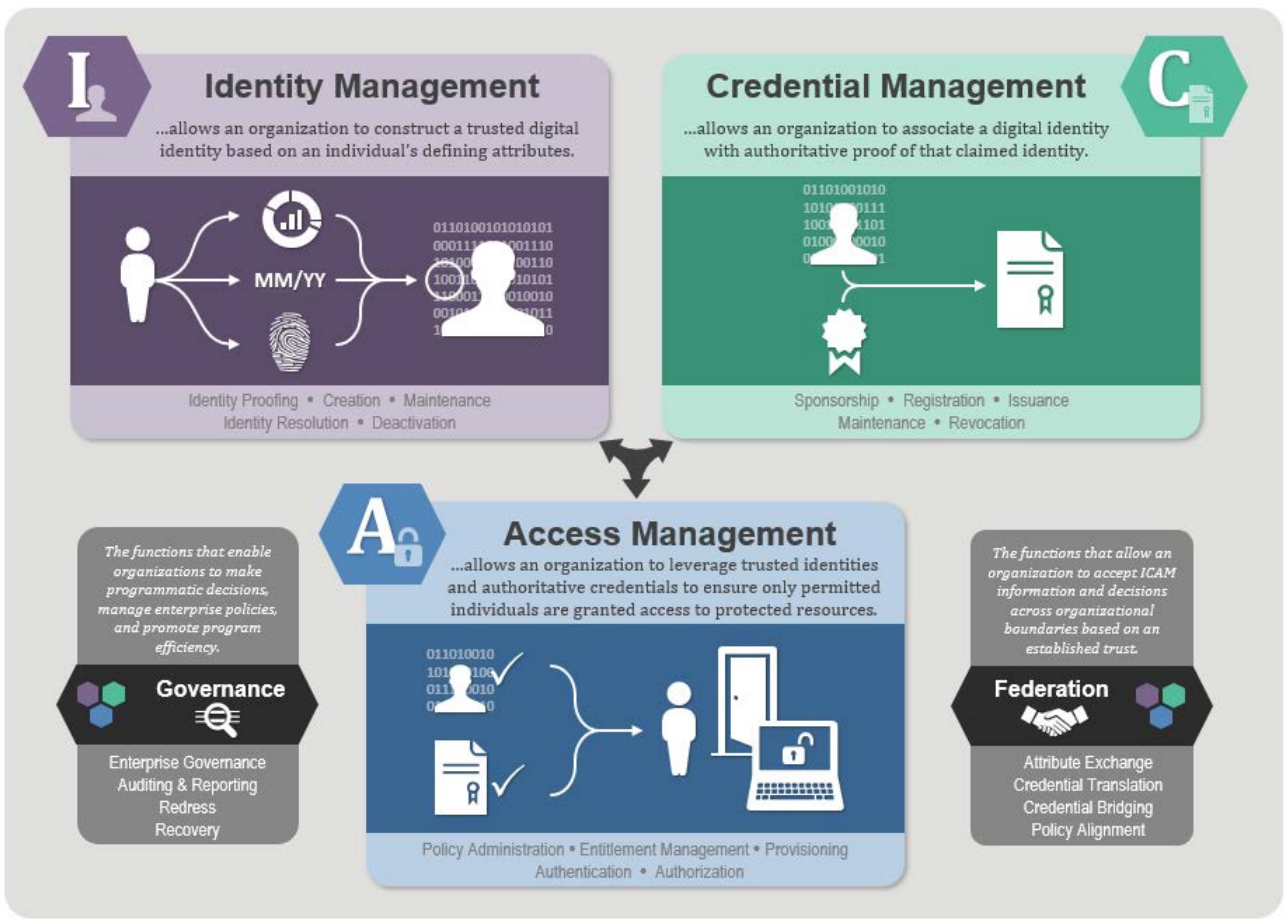 I
Identity Management
...allows an organization to construct a trusted digital
identity based on an individual's defining attributes.
MM/YY
0110100101010101
Identity Proofing • Creation • Maintenance
Identity Resolution • Deactivation
C
Credential Management
...allows an organization to associate a digital identity
with authoritative proof of that claimed identity.
01101001010
Sponsorship • Registration • Issuance
Maintenance • Revocation
A
Access Management
...allows an organization to leverage trusted identities
and authoritative credentials to ensure only permitted
individuals are granted access to protected resources.
011010010
Policy Administration • Entitlement Management • Provisioning
Authentication • Authorization
The functions that enable
organizations to make
programmatic decisions,
manage enterprise policies,
and promote program
efficiency.
Governance
Enterprise Governance
Auditing & Reporting
Redress
Recovery
The functions that allow an
organization to accept ICAM
information and decisions
across organizational
boundaries based on an
established trust.
Federation
Attribute Exchange
Credential Translation
Credential Bridging
Policy Alignment